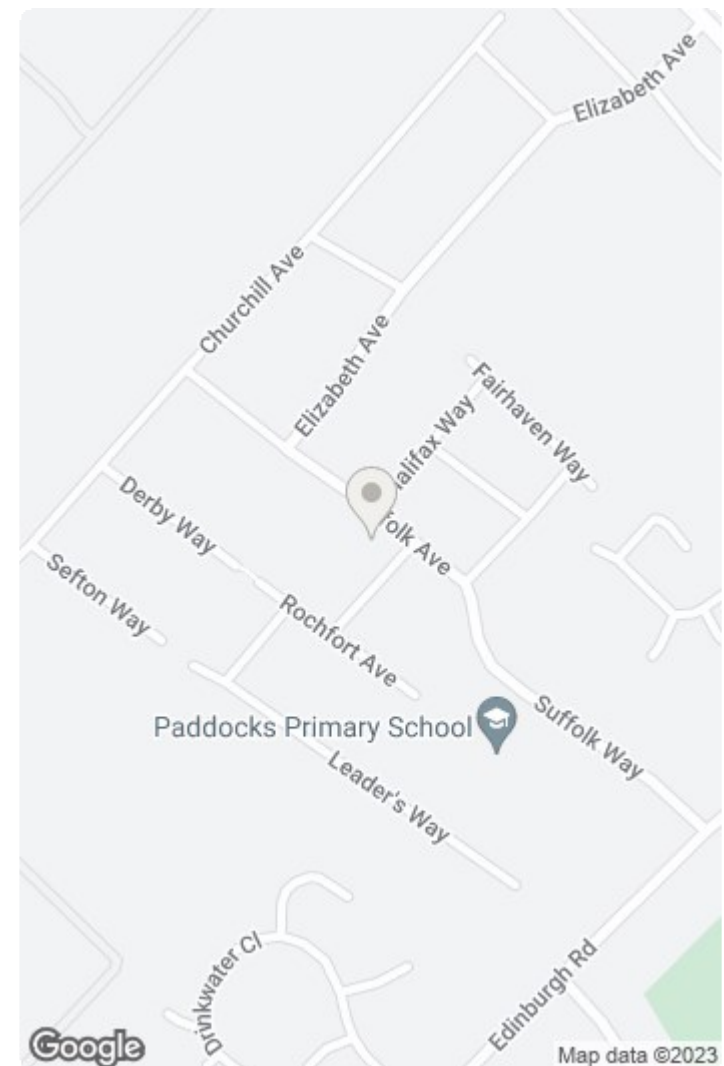 Elizabeth Ave
Churchill Ave
Elizabeth Ave
Fairhaven Way
Halifax Way
folk Ave
Derby Way
Sefton Way
Rochfort Ave
Suffolk Way
Paddocks Primary School
Leader's Way
Drinkwater Cl
Edinburgh Rd
Google
Map data ©2023